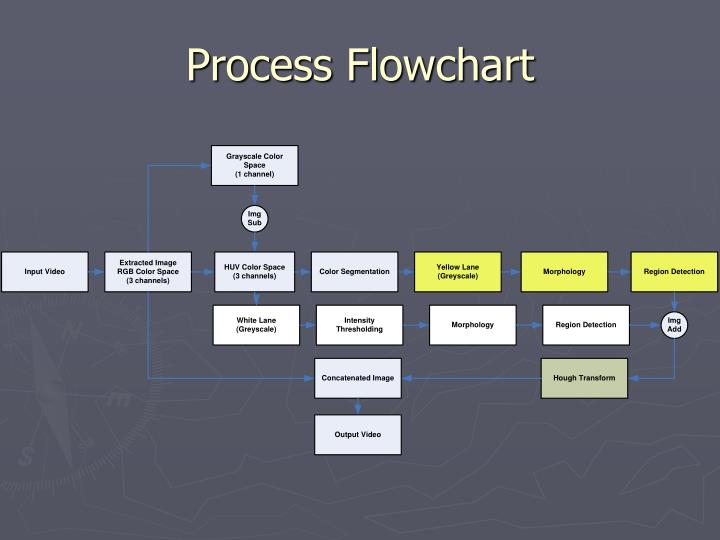 Process Flowchart
Grayscale Color
Space
(1 channel)
Img
Sub
Input Video
Extracted Image
RGB Color Space
(3 channels)
HUV Color Space
(3 channels)
Color Segmentation
Yellow Lane
(Greyscale)
Morphology
Region Detection
White Lane
(Greyscale)
Intensity
Thresholding
Morphology
Region Detection
Img
Add
Concatenated Image
Hough Transform
Output Video